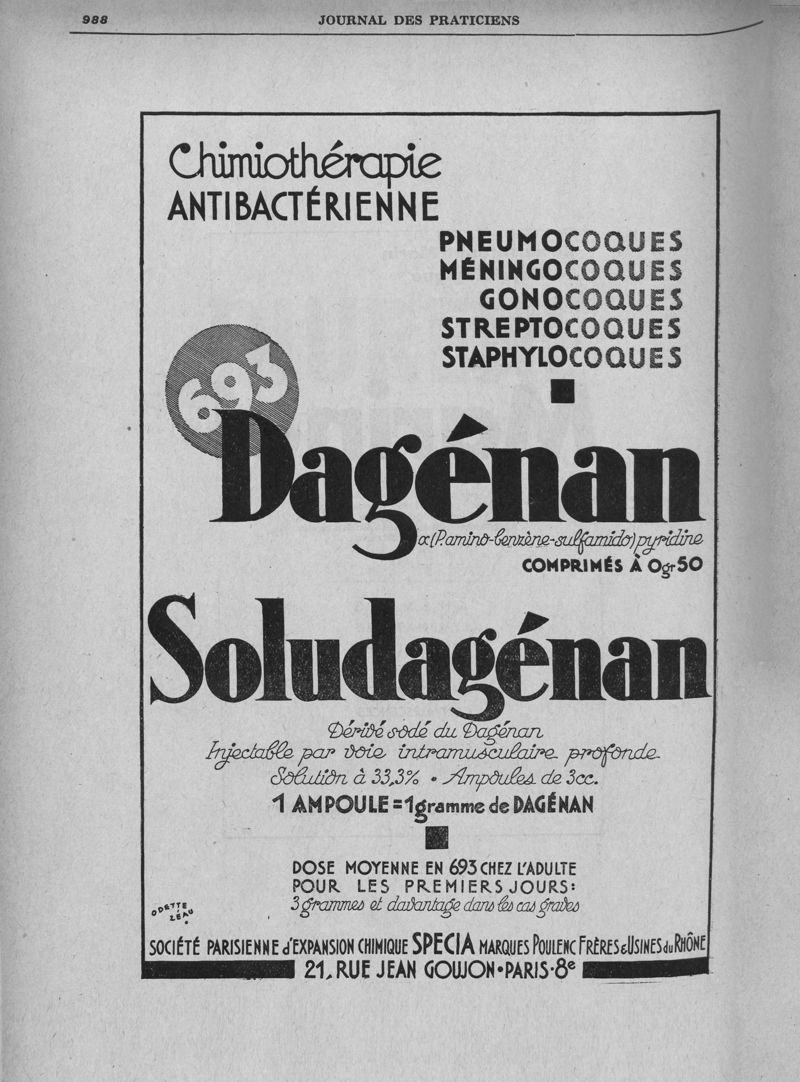 988
JOURNAL DES PRATICIENS
Chimiothérapie
ANTIBACTÉRIENNE
PNEUMOCOQUES
MÉNINGOCOQUES
GONOCOQUES
STREPTOCOQUES
STAPHYLOCOQUES
693
Dagénan
α(P.amino-benzène-sulfamido)pyridine
COMPRIMÉS À 0gr50
Soludagénan
Dérivé sodé du Dagénan
Injectable par voie intramusculaire profonde
Solution à 33,3% • Ampoules de 3cc.
1 AMPOULE = 1gramme de DAGÉNAN
DOSE MOYENNE EN 693 CHEZ L'ADULTE
POUR LES PREMIERS JOURS:
3 grammes et davantage dans les cas graves
ODETTE
ZÉAU
SOCIÉTÉ PARISIENNE d'EXPANSION CHIMIQUE SPECIA MARQUES POULENC FRÈRES & USINES du RHÔNE
21, RUE JEAN GOUJON • PARIS • 8e